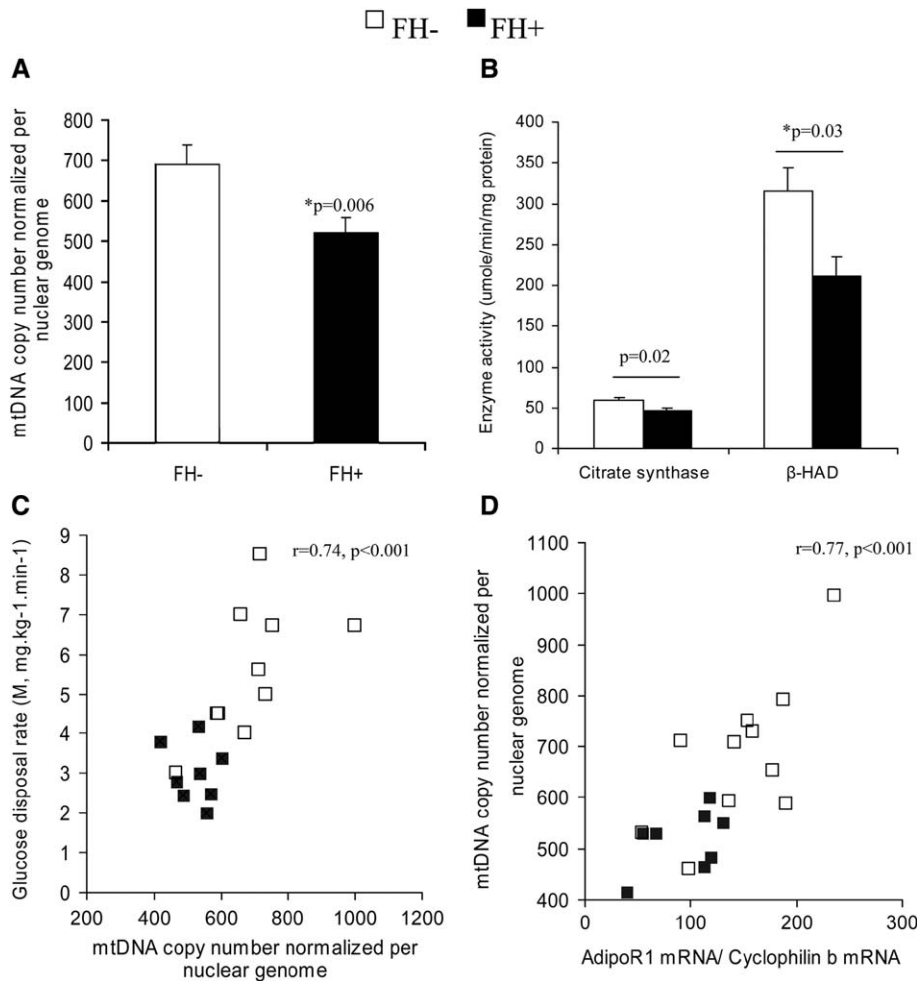 FH- FH+
A
mtDNA copy number normalized per
nuclear genome
800
700
600
500
400
300
200
100
0
*p=0.006
FH- FH+
B
Enzyme activity (umole/min/mg protein)
400
350
300
250
200
150
100
50
0
*p=0.03
p=0.02
Citrate synthase β-HAD
C
Glucose disposal rate (M, mg.kg-1.min-1)
9
8
7
6
5
4
3
2
1
0
r=0.74, p<0.001
200 400 600 800 1000 1200
mtDNA copy number normalized per
nuclear genome
D
mtDNA copy number normalized per
nuclear genome
1100
1000
900
800
700
600
500
400
r=0.77, p<0.001
0 100 200 300
AdipoR1 mRNA/ Cyclophilin b mRNA